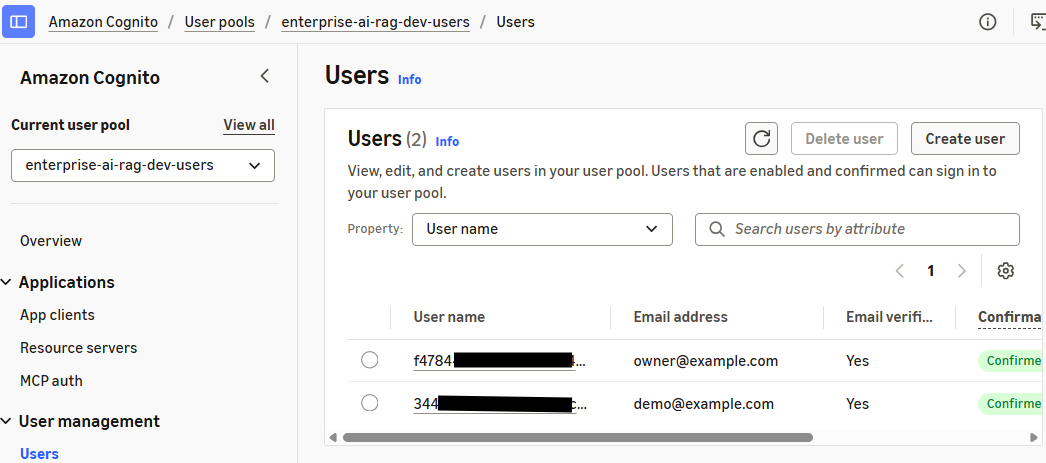 Amazon Cognito / User pools / enterprise-ai-rag-dev-users / Users
Amazon Cognito
Current user pool View all
enterprise-ai-rag-dev-users
Overview
Applications
App clients
Resource servers
MCP auth
User management
Users
Users Info
Users (2) Info
Delete user Create user
View, edit, and create users in your user pool. Users that are enabled and confirmed can sign in to
your user pool.
Property: User name Search users by attribute
1
User name Email address Email verifi... Confirma
f4784 ... owner@example.com Yes Confirme
344 c... demo@example.com Yes Confirme